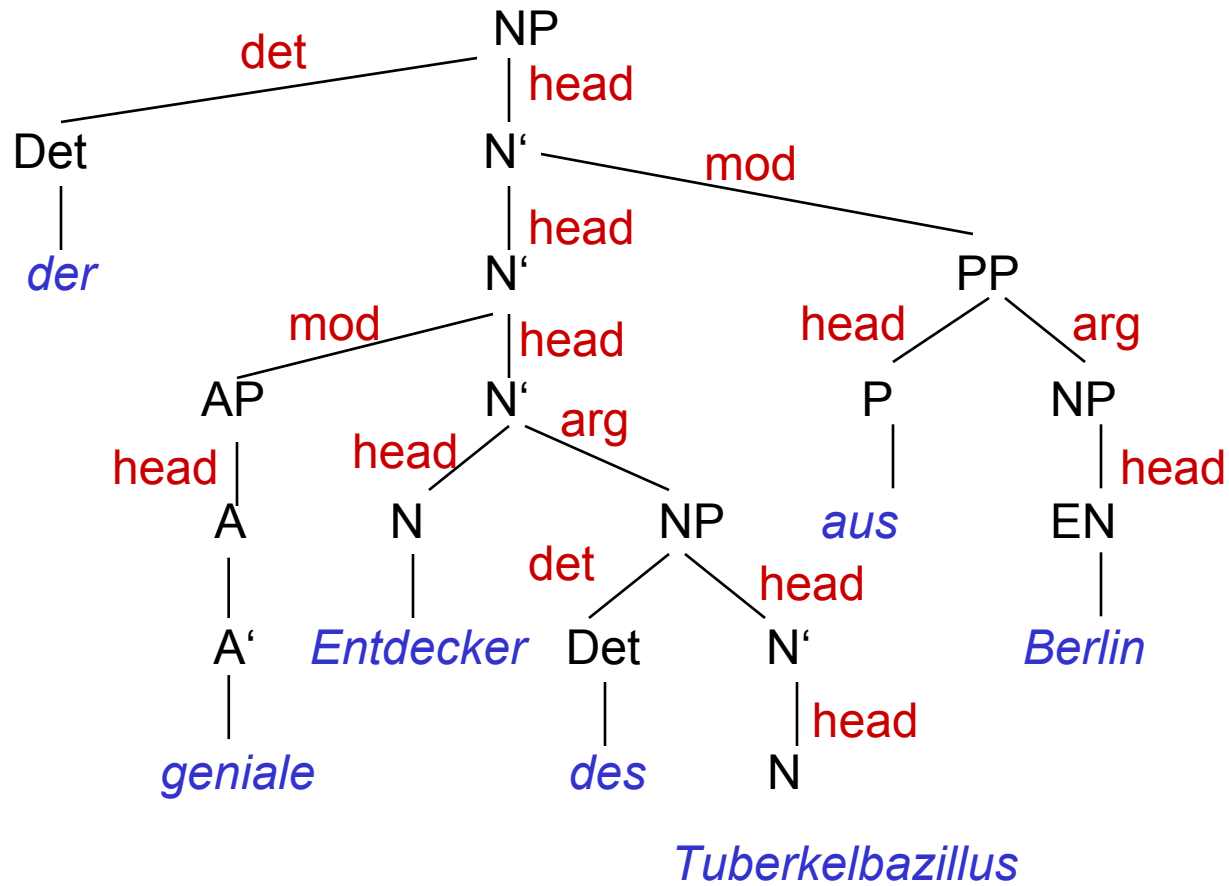 NP
det head
Det N‘ mod
head
der N‘ PP
mod head head arg
AP N‘ P NP
head head arg head
A N NP aus EN
det head
A‘ Entdecker Det N‘ Berlin
head
geniale des N
Tuberkelbazillus